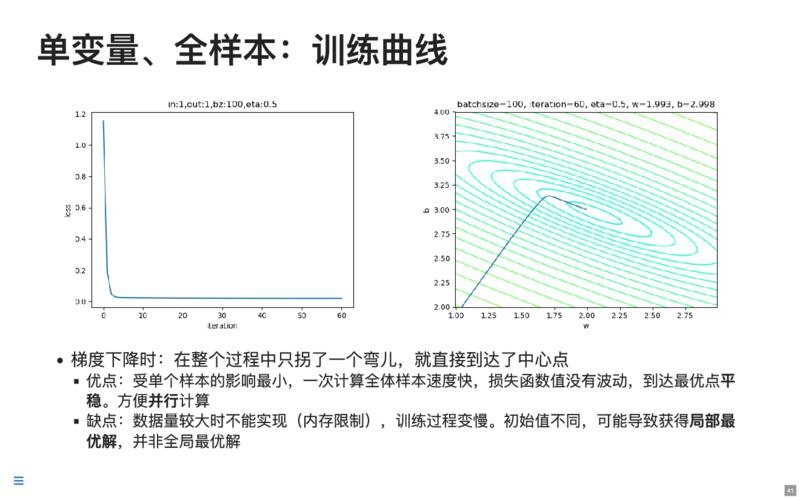 单变量、全样本：训练曲线
in:1,out:1,bz:100,eta:0.5
1.2
1.0
0.8
0.6
0.4
0.2
0.0
loss
0 10 20 30 40 50 60
iteration
batchsize=100, iteration=60, eta=0.5, w=1.993, b=2.998
4.00
3.75
3.50
3.25
3.00
2.75
2.50
2.25
2.00
b
1.00 1.25 1.50 1.75 2.00 2.25 2.50 2.75
w
梯度下降时：在整个过程中只拐了一个弯儿，就直接到达了中心点
优点：受单个样本的影响最小，一次计算全体样本速度快，损失函数值没有波动，到达最优点平
稳。方便并行计算
缺点：数据量较大时不能实现（内存限制），训练过程变慢。初始值不同，可能导致获得局部最
优解，并非全局最优解
41